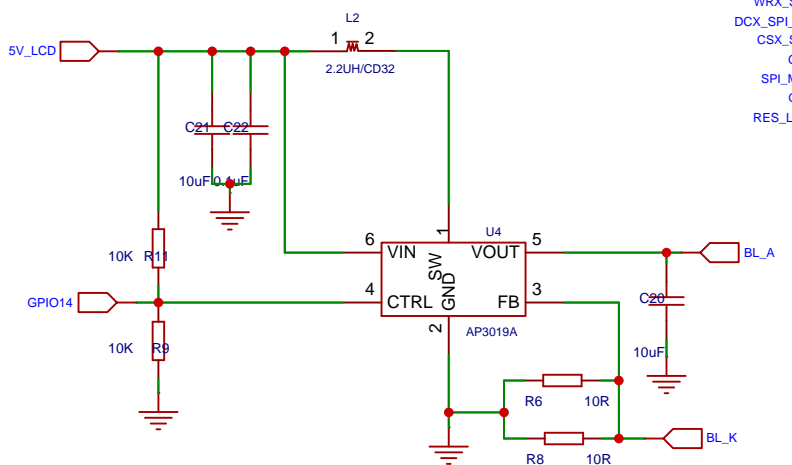 WRX_S
DCX_SPI_
CSX_S
SPI_M
RES_L
L2
1 2
5V_LCD
2.2UH/CD32
C21 C22
10uF 0.1uF
U4
1
6 VIN SW VOUT 5
BL_A
10K R11
GPIO14
4 CTRL GND FB 3
C20
2
AP3019A
10K R9
10uF
R6 10R
BL_K
R8 10R